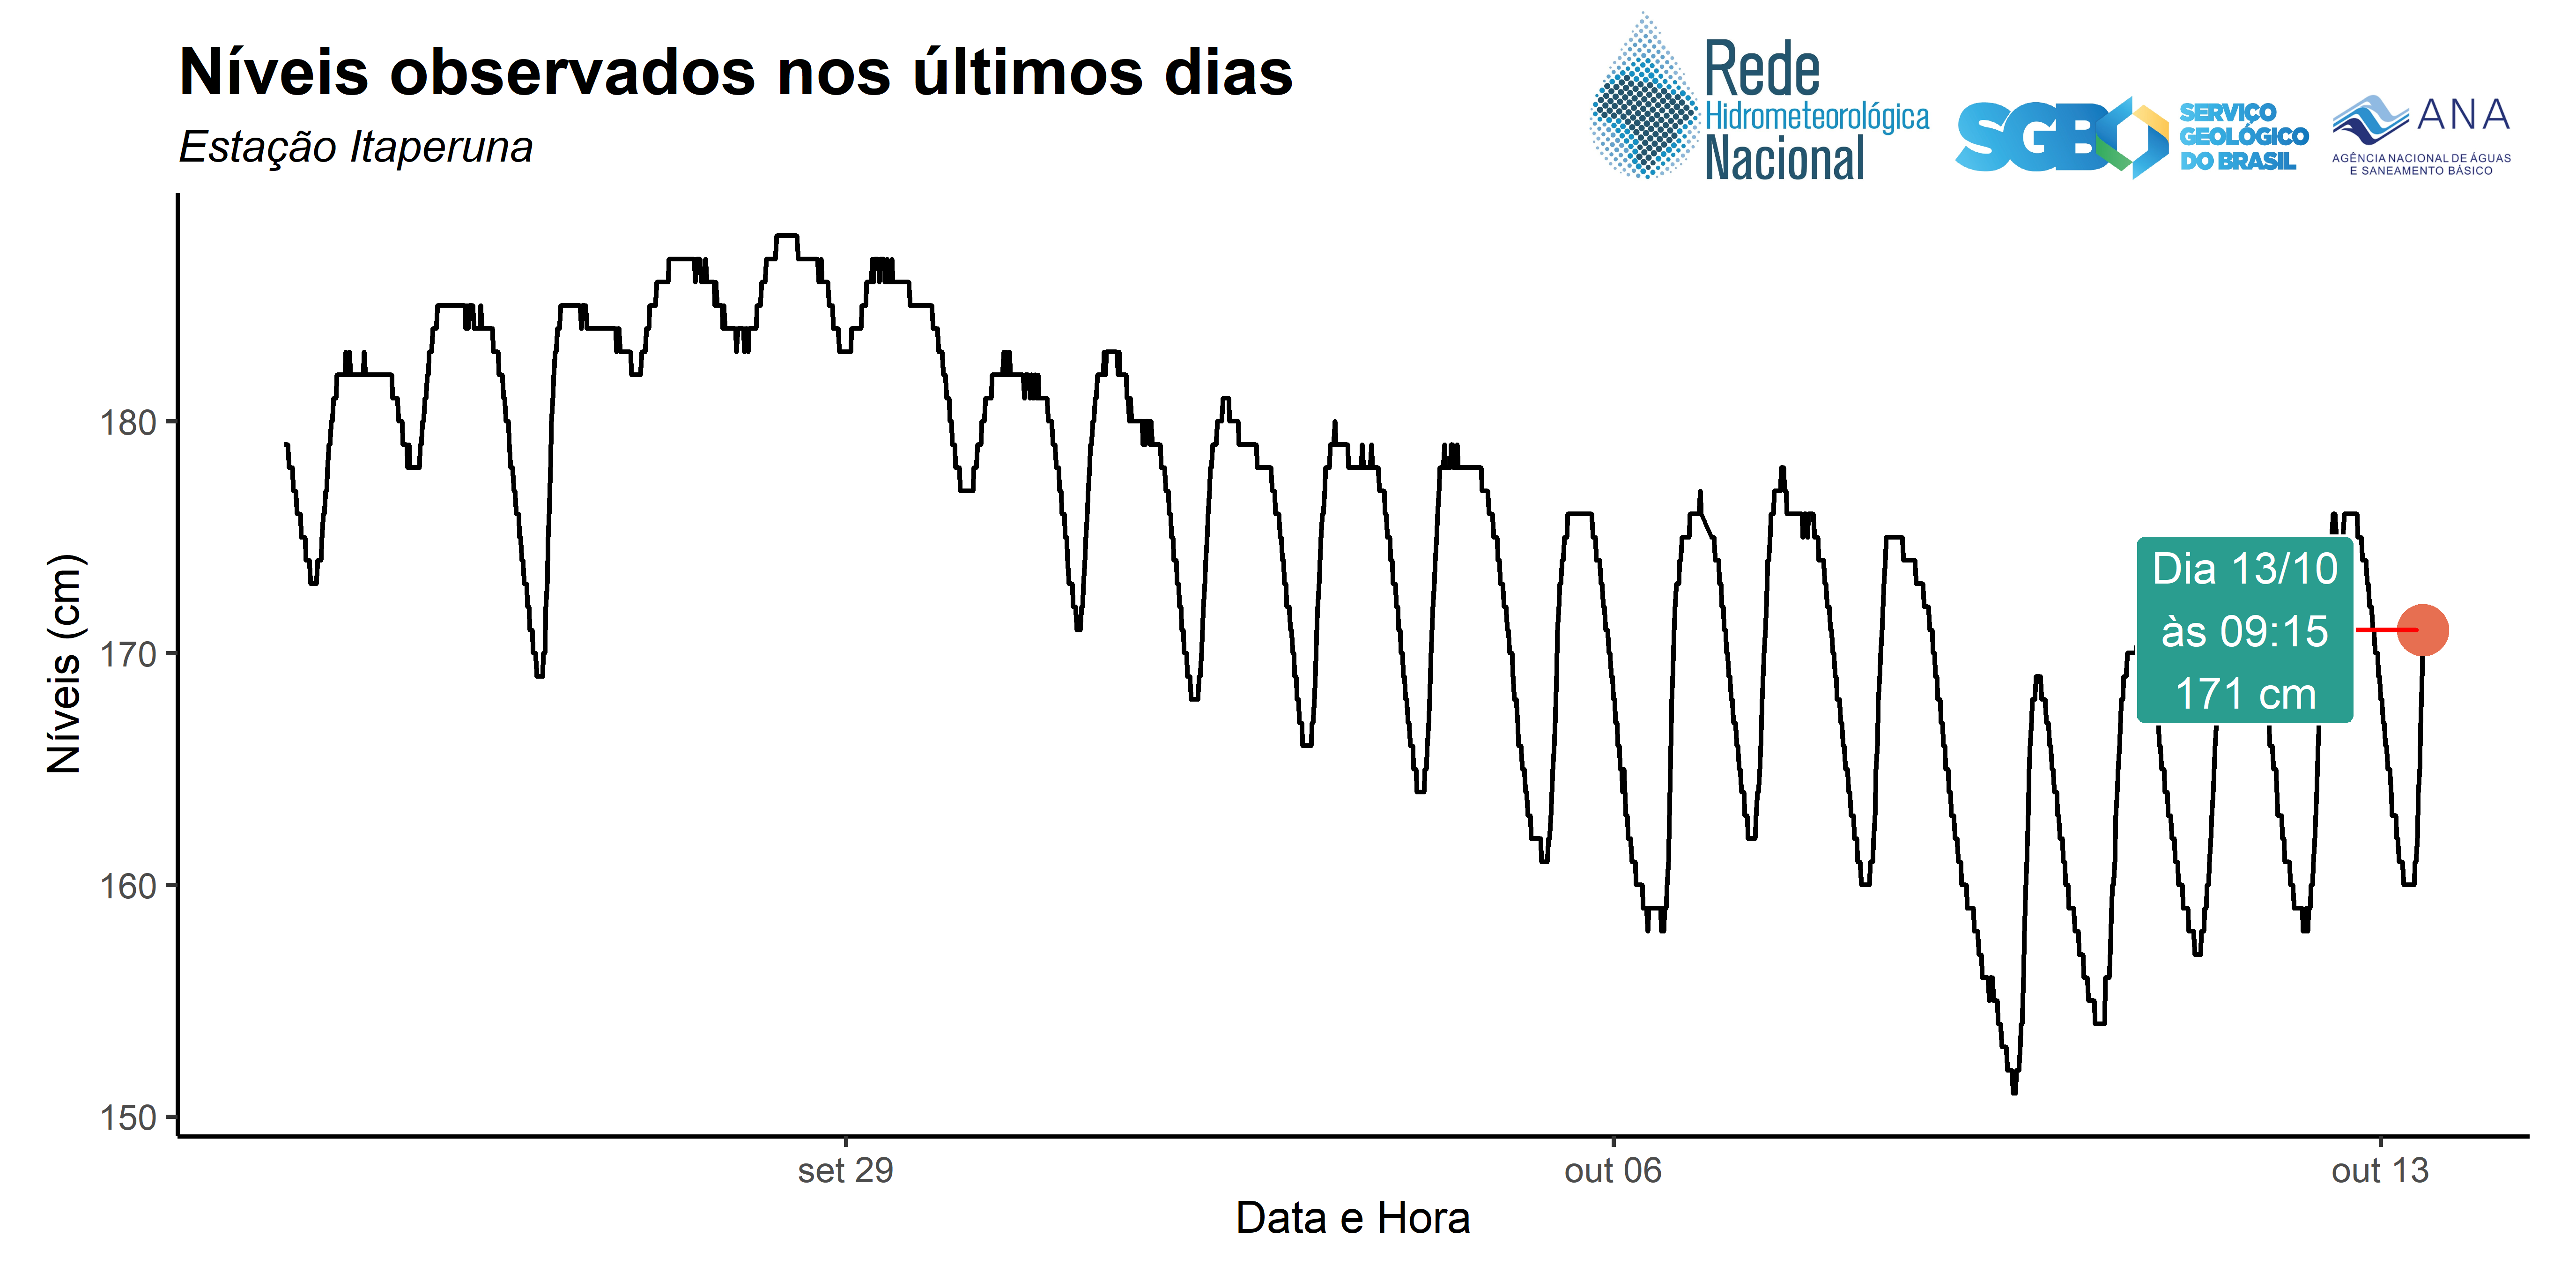 Níveis observados nos últimos dias
Estação Itaperuna
Rede
Hidrometeorológica
Nacional
SGB
SERVIÇO
GEOLÓGICO
DO BRASIL
ANA
AGÊNCIA NACIONAL DE ÁGUAS
E SANEAMENTO BÁSICO
Níveis (cm)
180
170
160
150
Dia 13/10
às 09:15
171 cm
set 29
out 06
out 13
Data e Hora